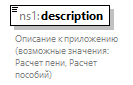 ns1:description
Описание к приложению
(возможные значения:
Расчет пени, Расчет
пособий)